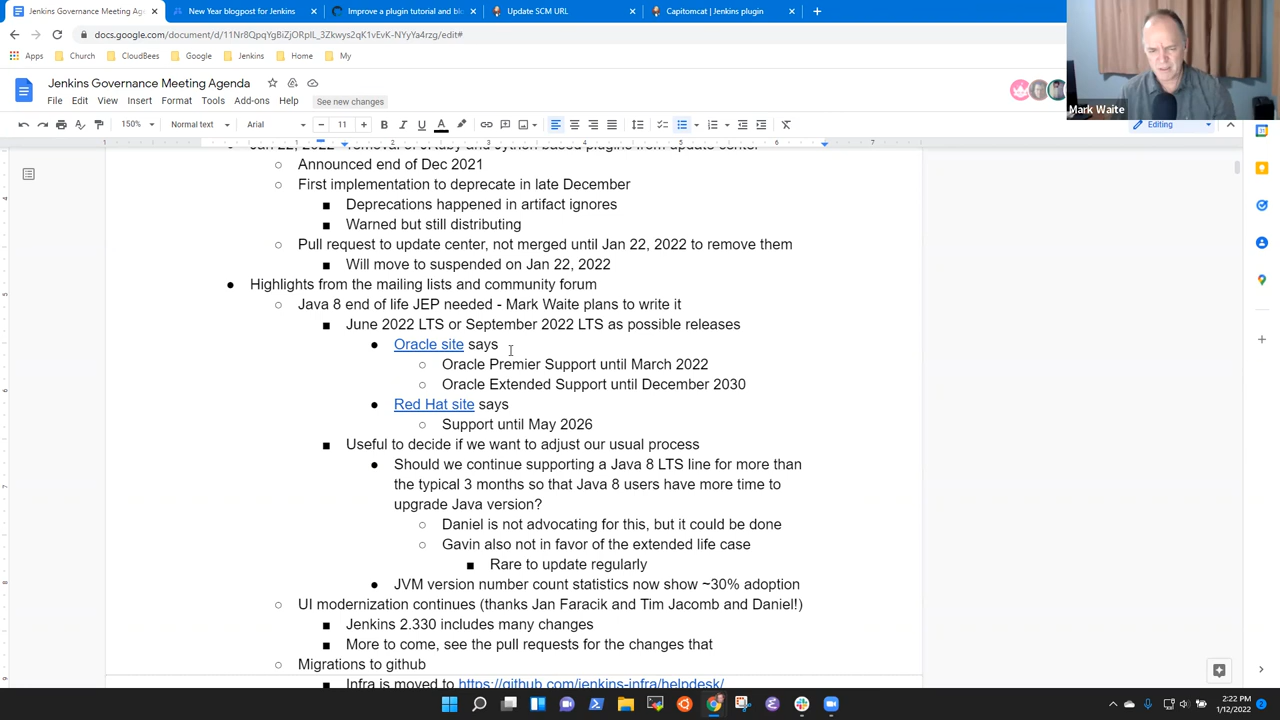 Jenkins Governance Meeting Age
New Year blogpost for Jenkins
Improve a plugin tutorial and blo
Update SCM URL
Capitomcat | Jenkins plugin
Apps
Church
CloudBees
Google
Jenkins
Home
My
Jenkins Governance Meeting Agenda
File Edit View Insert Format Tools Add-ons Help See new changes
150% Normal text Arial 11
Editing
Mark Waite
Announced end of Dec 2021
First implementation to deprecate in late December
Deprecations happened in artifact ignores
Warned but still distributing
Pull request to update center, not merged until Jan 22, 2022 to remove them
Will move to suspended on Jan 22, 2022
Highlights from the mailing lists and community forum
Java 8 end of life JEP needed - Mark Waite plans to write it
June 2022 LTS or September 2022 LTS as possible releases
Oracle site says
Oracle Premier Support until March 2022
Oracle Extended Support until December 2030
Red Hat site says
Support until May 2026
Useful to decide if we want to adjust our usual process
Should we continue supporting a Java 8 LTS line for more than
the typical 3 months so that Java 8 users have more time to
upgrade Java version?
Daniel is not advocating for this, but it could be done
Gavin also not in favor of the extended life case
Rare to update regularly
JVM version number count statistics now show ~30% adoption
UI modernization continues (thanks Jan Faracik and Tim Jacomb and Daniel!)
Jenkins 2.330 includes many changes
More to come, see the pull requests for the changes that
Migrations to github
Infra is moved to https://github.com/jenkins-infra/helpdesk/
2:22 PM
1/12/2022